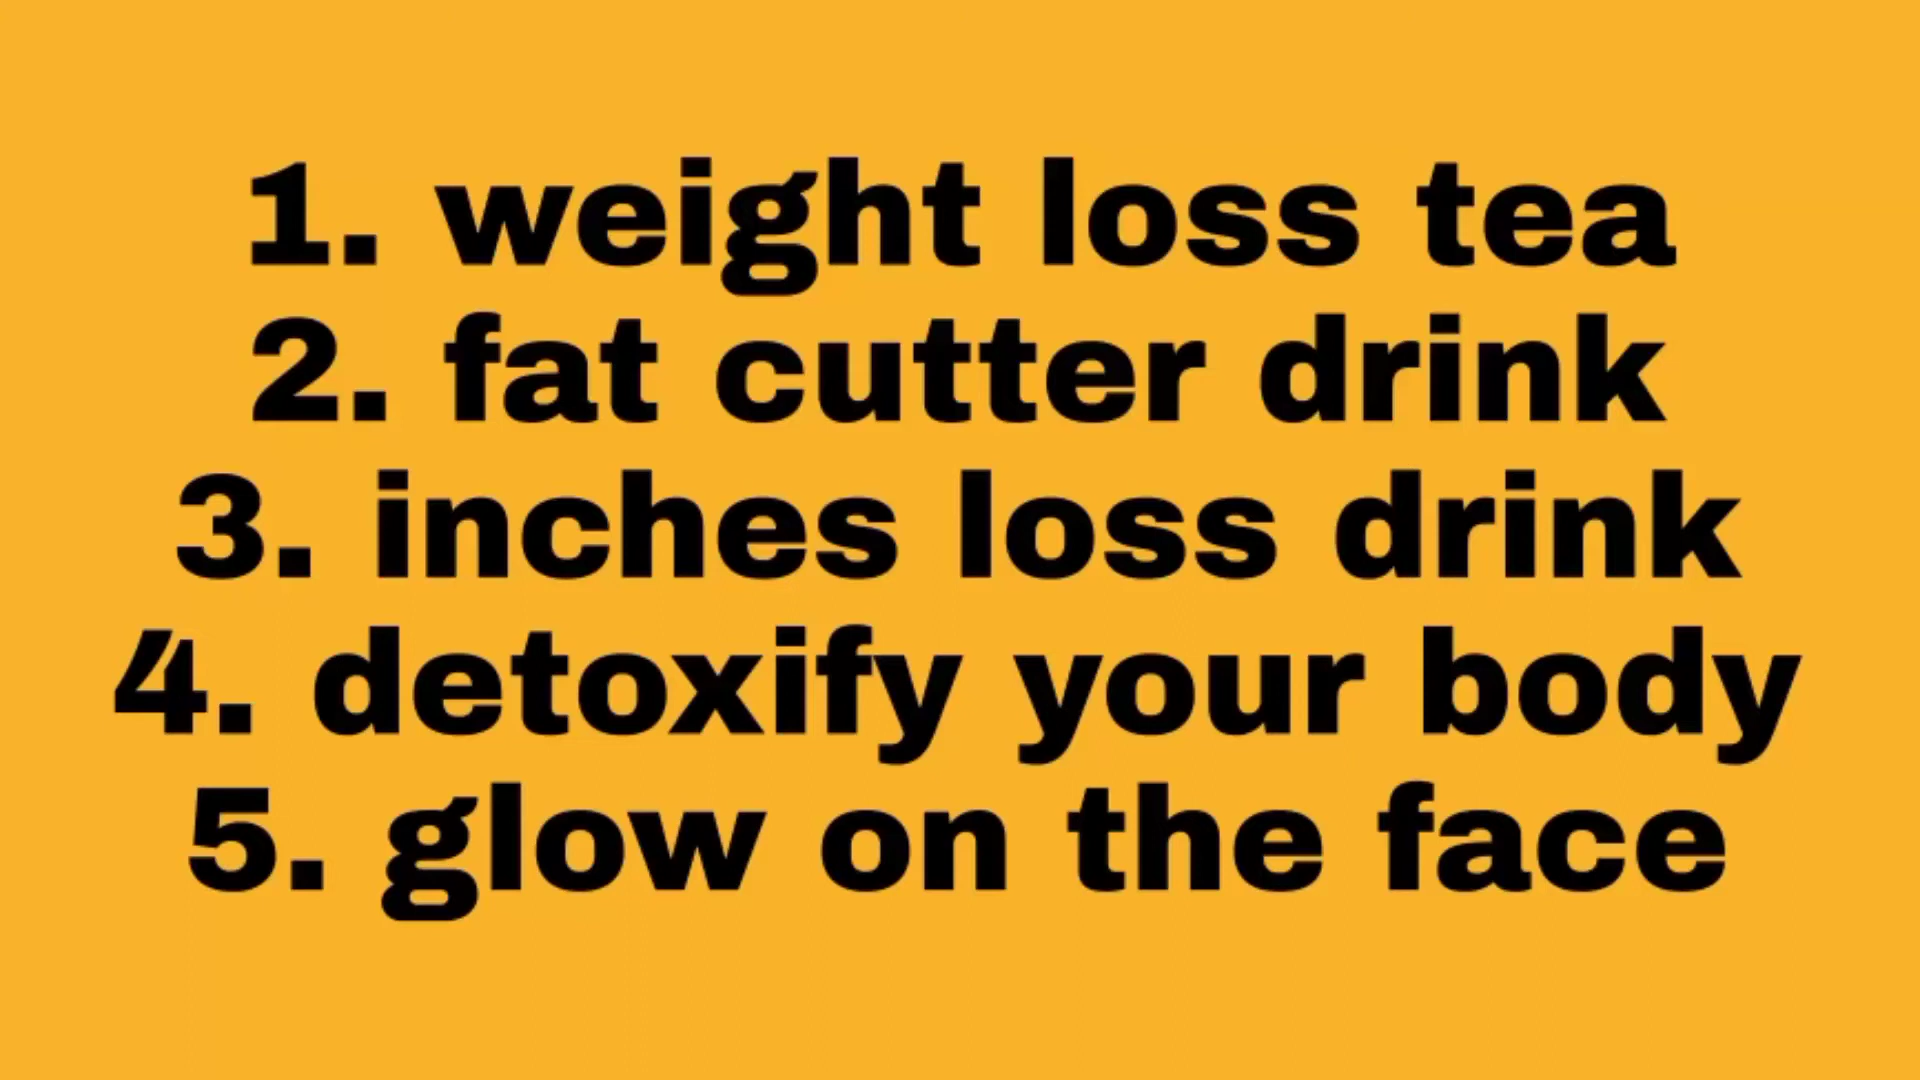 1. weight loss tea
2. fat cutter drink
3. inches loss drink
4. detoxify your body
5. glow on the face